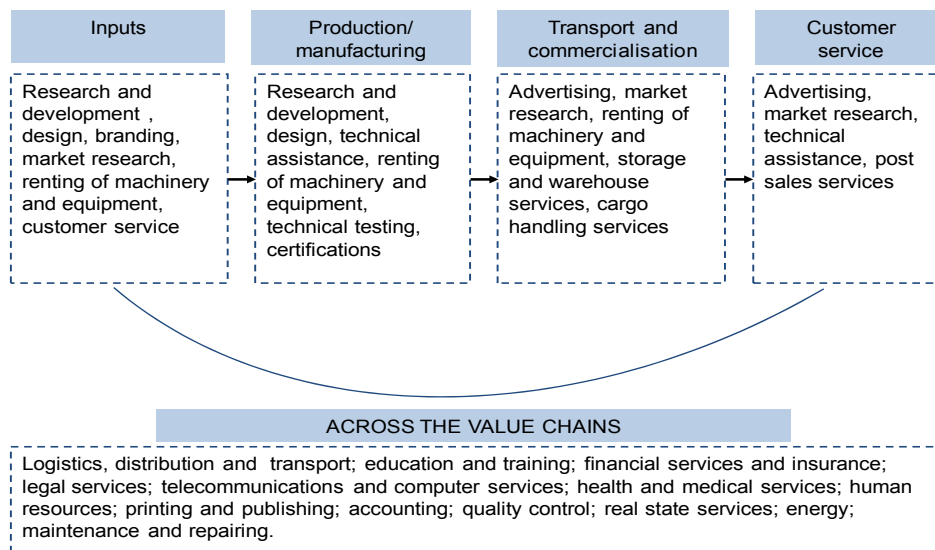 Inputs
Research and
development ,
design, branding,
market research,
renting of machinery
and equipment,
customer service
Production/
manufacturing
Research and
development,
design, technical
assistance, renting
of machinery and
equipment,
technical testing,
certifications
Transport and
commercialisation
Advertising, market
research, renting of
machinery and
equipment, storage
and warehouse
services, cargo
handling services
Customer
service
Advertising,
market research,
technical
assistance, post
sales services
ACROSS THE VALUE CHAINS
Logistics, distribution and transport; education and training; financial services and insurance;
legal services; telecommunications and computer services; health and medical services; human
resources; printing and publishing; accounting; quality control; real state services; energy;
maintenance and repairing.